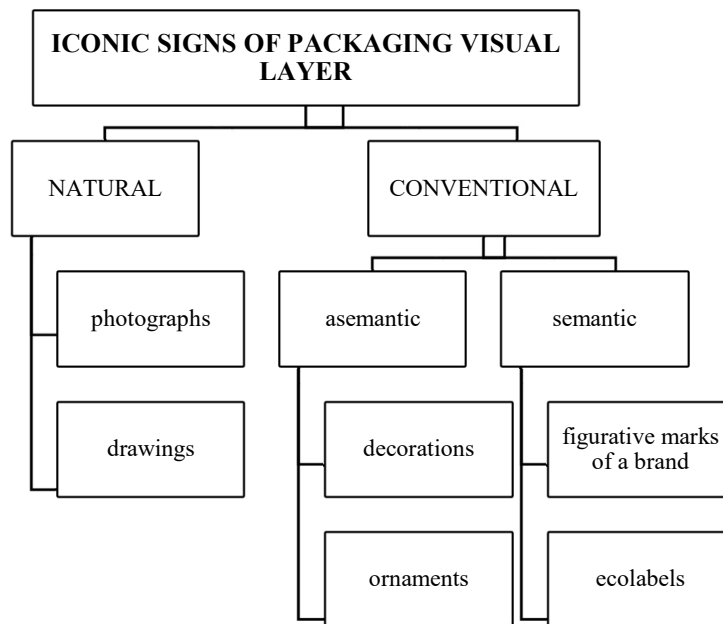 ICONIC SIGNS OF PACKAGING VISUAL
LAYER
NATURAL
CONVENTIONAL
photographs
asemantic
semantic
drawings
decorations
figurative marks
of a brand
ornaments
ecolabels